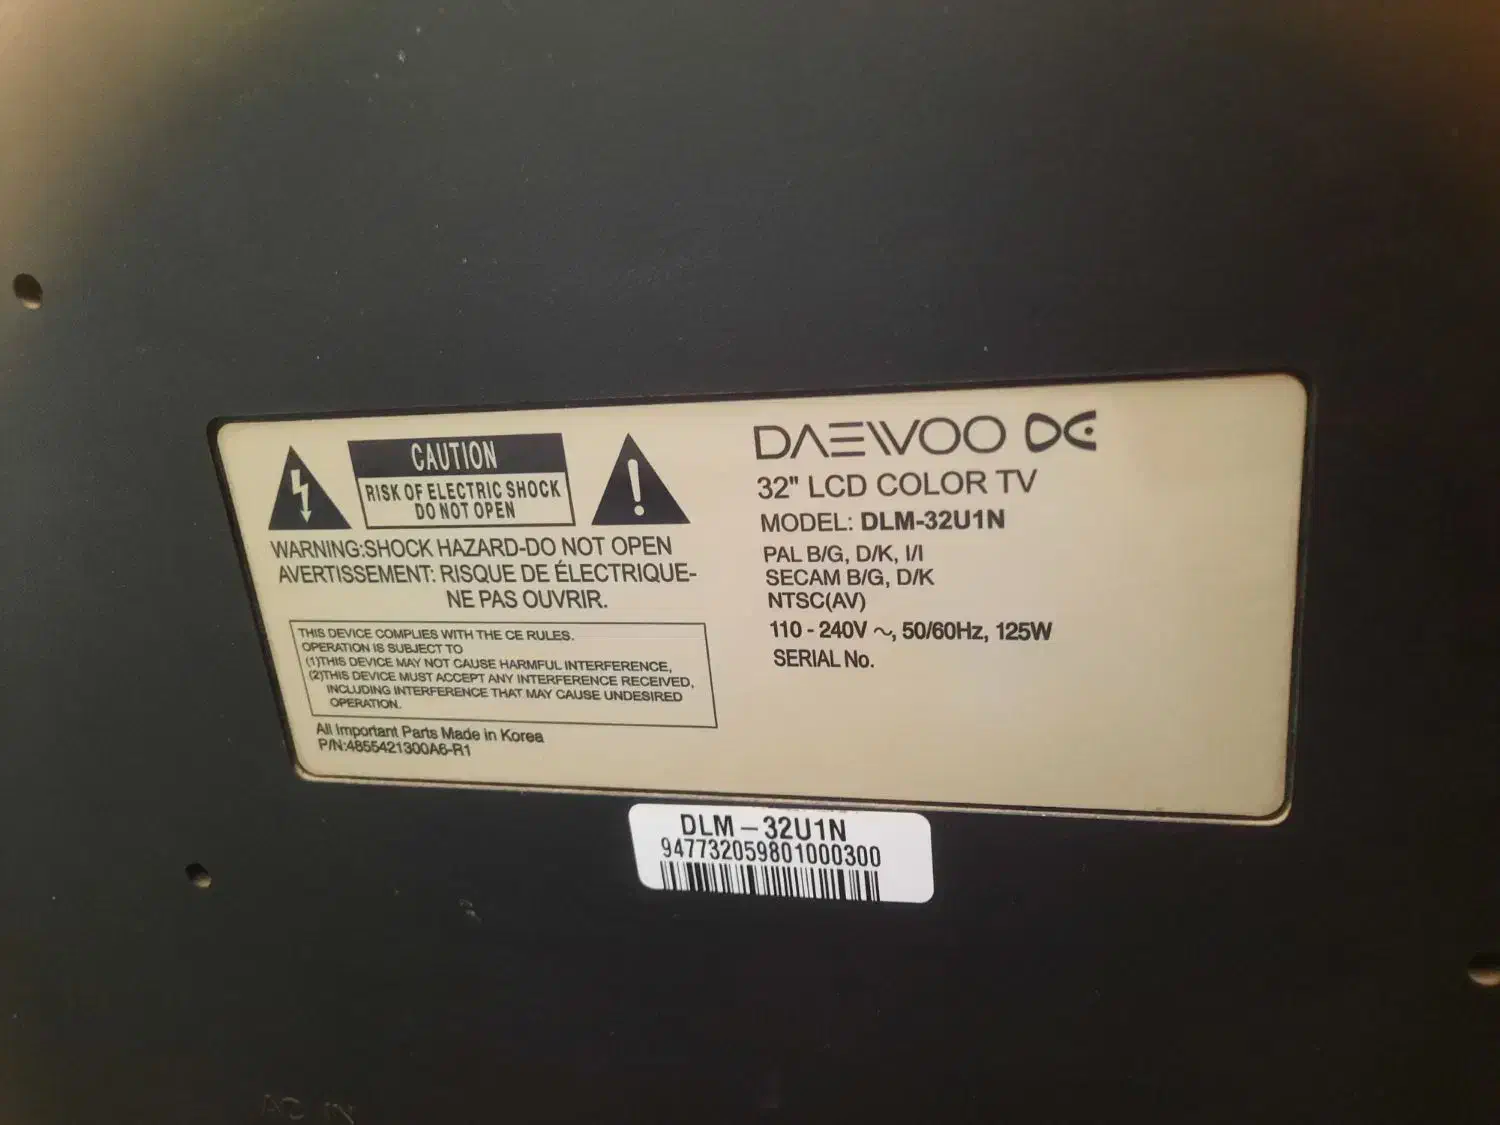 CAUTION
RISK OF ELECTRIC SHOCK
DO NOT OPEN
WARNING:SHOCK HAZARD-DO NOT OPEN
AVERTISSEMENT: RISQUE DE ÉLECTRIQUE-
NE PAS OUVRIR.
THIS DEVICE COMPLIES WITH THE CE RULES.
OPERATION IS SUBJECT TO
(1)THIS DEVICE MAY NOT CAUSE HARMFUL INTERFERENCE,
(2)THIS DEVICE MUST ACCEPT ANY INTERFERENCE RECEIVED,
INCLUDING INTERFERENCE THAT MAY CAUSE UNDESIRED
OPERATION.
All Important Parts Made in Korea
P/N:4855421300A6-R1
DAEWOO
32" LCD COLOR TV
MODEL: DLM-32U1N
PAL B/G, D/K, I/I
SECAM B/G, D/K
NTSC(AV)
110 - 240V ~, 50/60Hz, 125W
SERIAL No.
DLM-32U1N
947732059801000300
AC IN